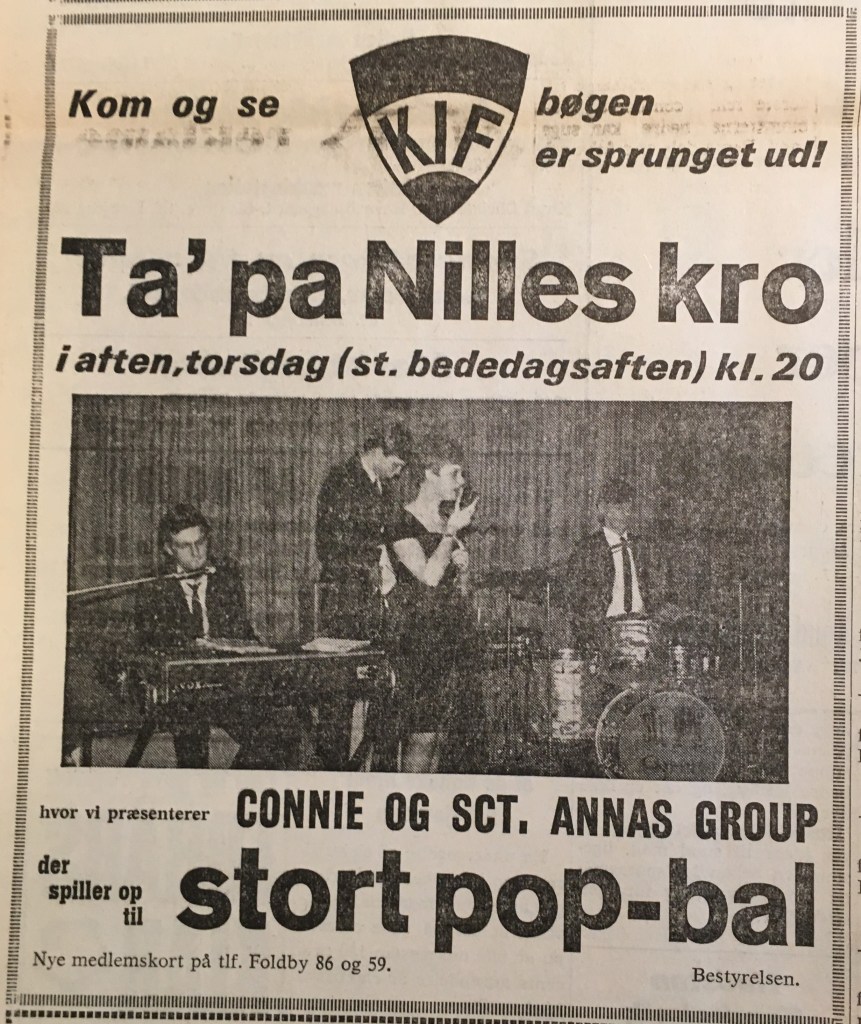 Kom og se
KIF
bøgen
er sprunget ud!
Ta' pa Nilles kro
i aften, torsdag (st. bededagsaften) kl. 20
VOX
hvor vi præsenterer CONNIE OG SCT. ANNAS GROUP
der
spiller op
til
stort pop-bal
Nye medlemskort på tlf. Foldby 86 og 59.
Bestyrelsen.